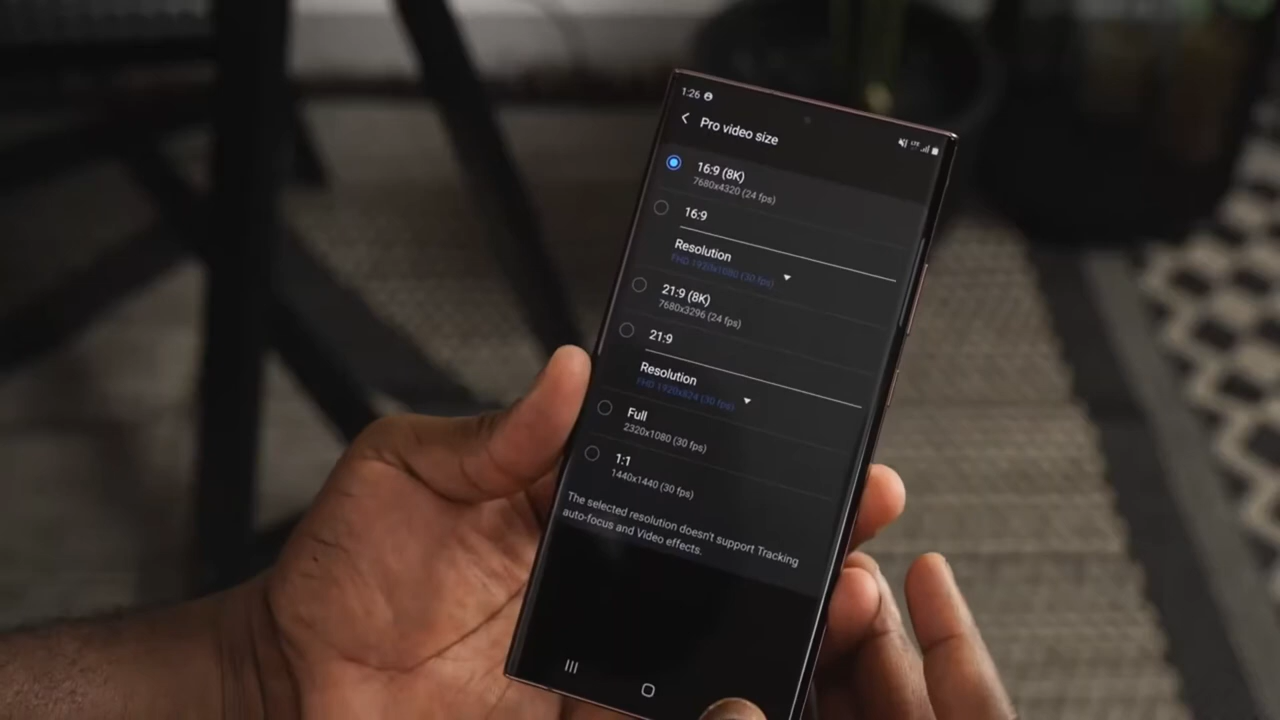 1:26
LTE
Pro video size
16:9 (8K)
7680x4320 (24 fps)
16:9
Resolution
FHD 1920x1080 (30 fps)
21:9 (8K)
7680x3296 (24 fps)
21:9
Resolution
FHD 1920x824 (30 fps)
Full
2320x1080 (30 fps)
1:1
1440x1440 (30 fps)
The selected resolution doesn't support Tracking
auto-focus and Video effects.